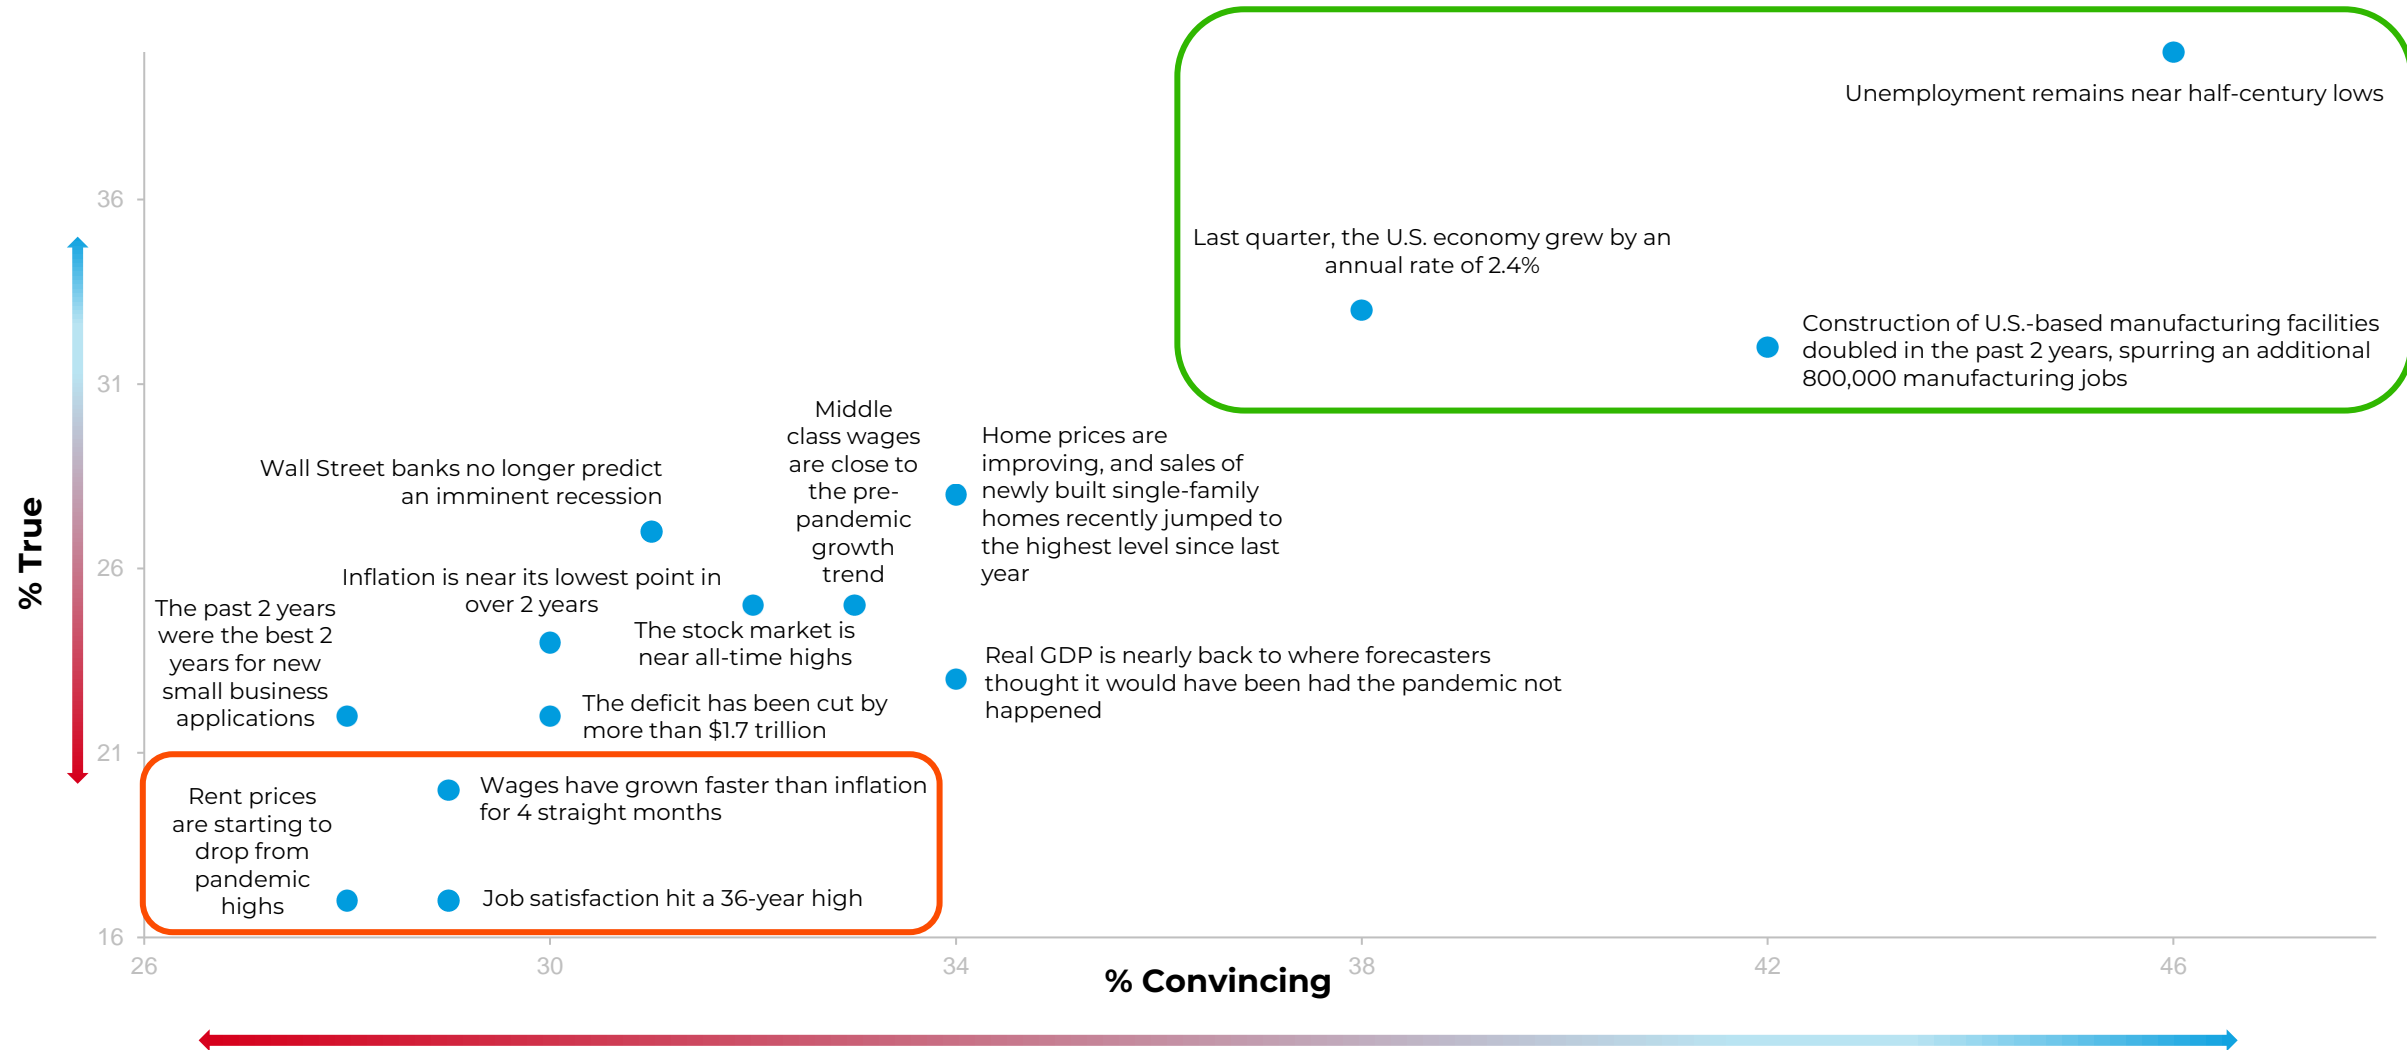 Unemployment remains near half-century lows
36
Last quarter, the U.S. economy grew by an
annual rate of 2.4%
Construction of U.S.-based manufacturing facilities
doubled in the past 2 years, spurring an additional
800,000 manufacturing jobs
31
Middle
class wages
are close to
the pre-
pandemic
growth
trend
Home prices are
improving, and sales of
newly built single-family
homes recently jumped to
the highest level since last
year
Wall Street banks no longer predict
an imminent recession
% True
26
Inflation is near its lowest point in
over 2 years
The past 2 years
were the best 2
years for new
small business
applications
The stock market is
near all-time highs
Real GDP is nearly back to where forecasters
thought it would have been had the pandemic not
happened
The deficit has been cut by
more than $1.7 trillion
21
Wages have grown faster than inflation
for 4 straight months
Rent prices
are starting to
drop from
pandemic
highs
Job satisfaction hit a 36-year high
16
26
30
34
38
42
46
% Convincing